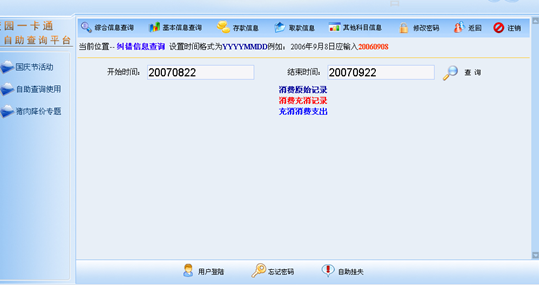 园一卡通
自助查询平台
国庆节活动
自助查询使用
猪肉降价专题
综合信息查询 基本信息查询 存款信息 取款信息 其他科目信息 修改密码 返回 注销
当前位置-- 纠错信息查询 设置时间格式为YYYYMMDD例如：2006年9月8日应输入20060908
开始时间： 20070822 结束时间： 20070922 查 询
消费原始记录
消费充消记录
充消消费支出
用户登陆 忘记密码 自助挂失